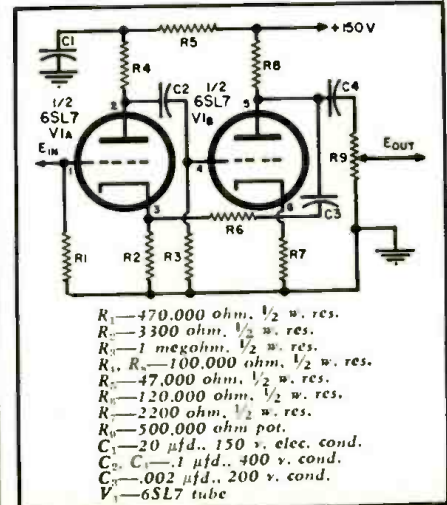 C1
R5
+150V
R4
R8
C2
C4
1/2
6SL7
V1A
2
1/2
6SL7
V1B
5
EIN
1
4
R9
EOUT
3
6
C3
R6
R1
R2
R3
R7
R1—470,000 ohm, 1/2 w. res.
R2—3300 ohm, 1/2 w. res.
R3—1 megohm, 1/2 w. res.
R4, R8—100,000 ohm, 1/2 w. res.
R5—47,000 ohm, 1/2 w. res.
R6—120,000 ohm, 1/2 w. res.
R7—2200 ohm, 1/2 w. res.
R9—500,000 ohm pot.
C1—20 µfd., 150 v. elec. cond.
C2, C4—.1 µfd., 400 v. cond.
C3—.002 µfd., 200 v. cond.
V1—6SL7 tube